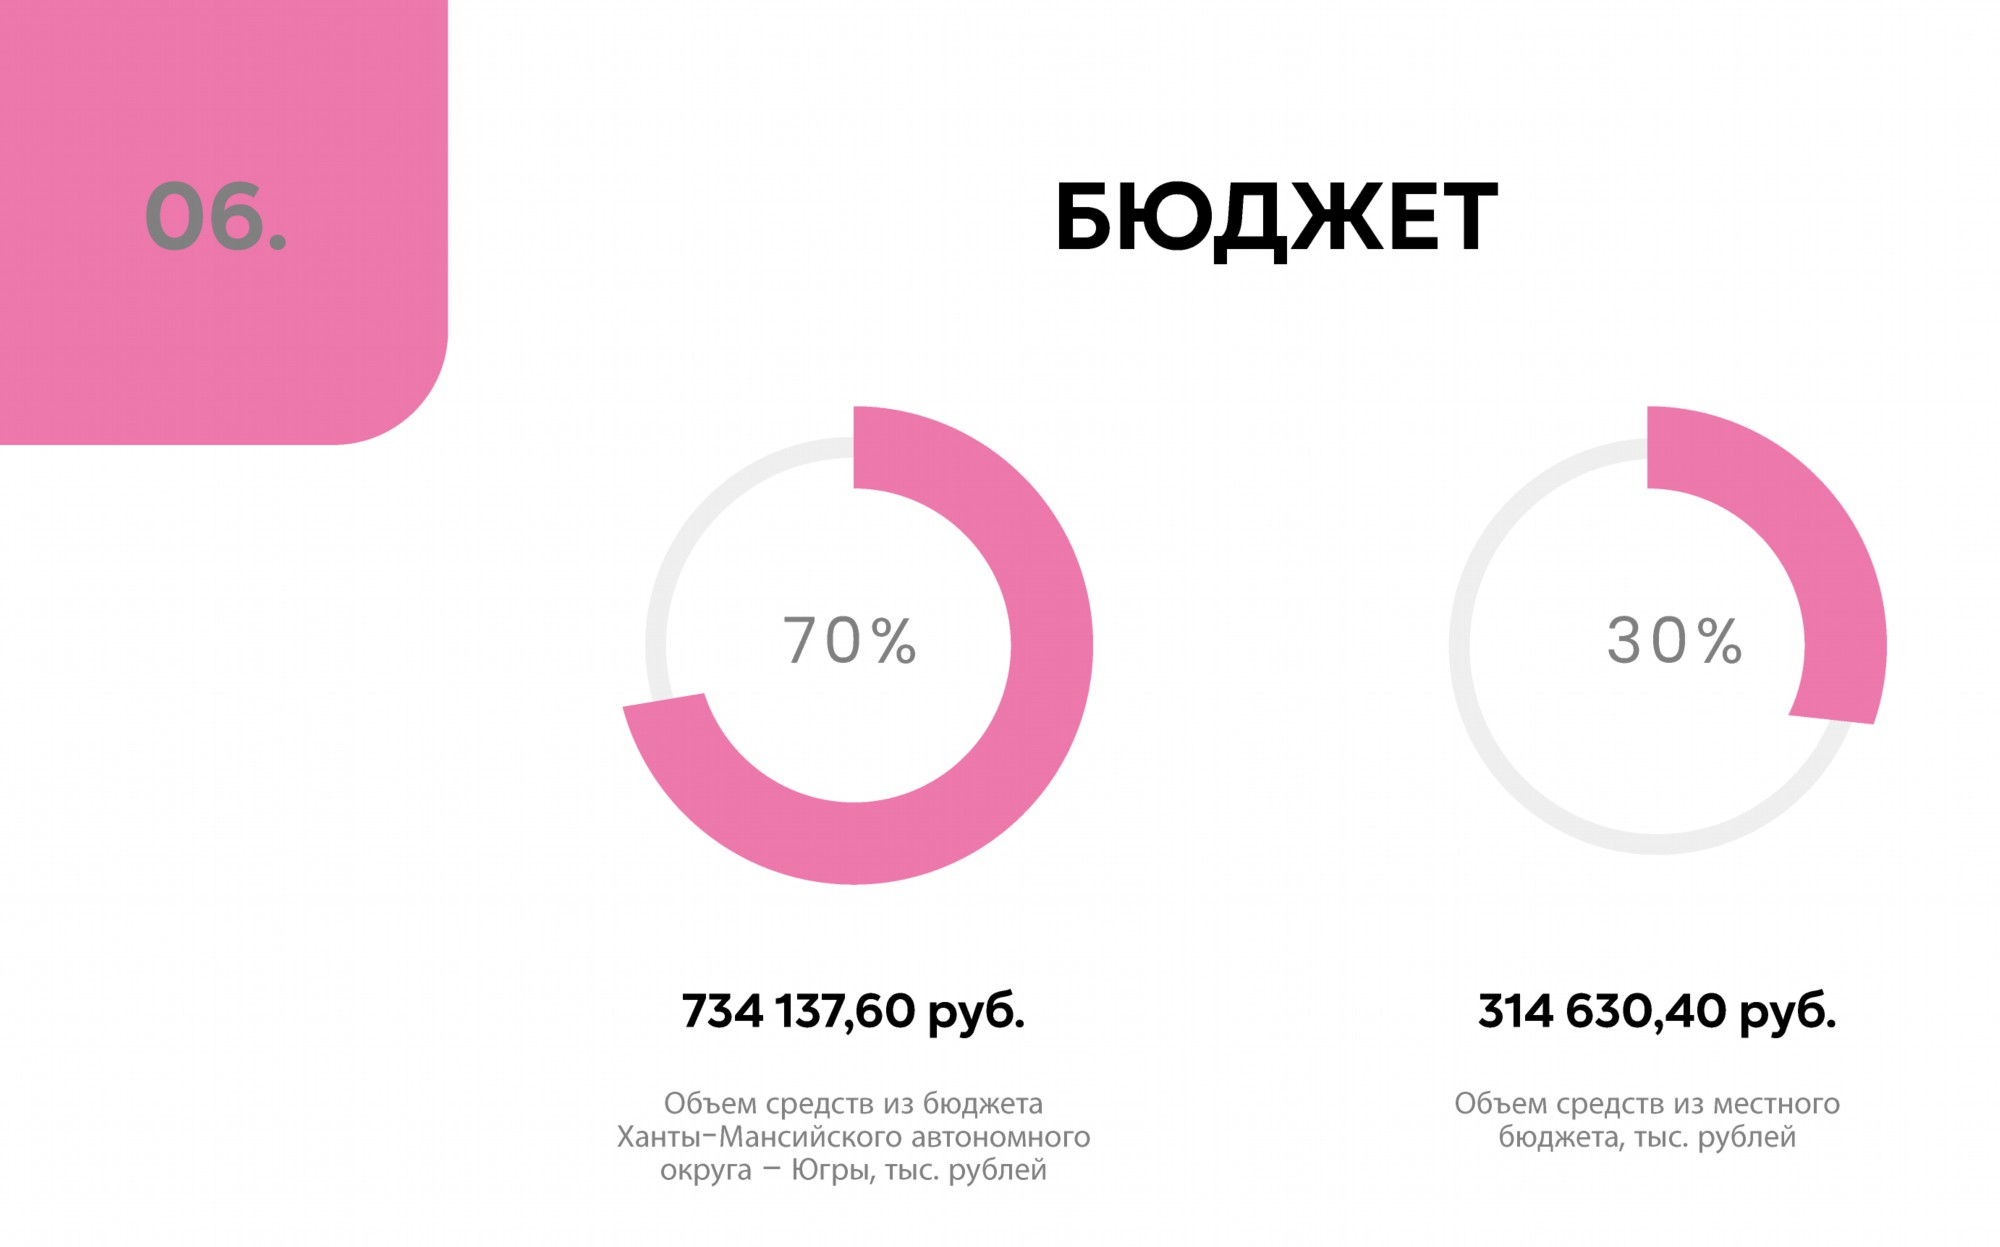 06.
БЮДЖЕТ
70%
30%
734 137,60 руб.
314 630,40 руб.
Объем средств из бюджета
Ханты-Мансийского автономного
округа – Югры, тыс. рублей
Объем средств из местного
бюджета, тыс. рублей